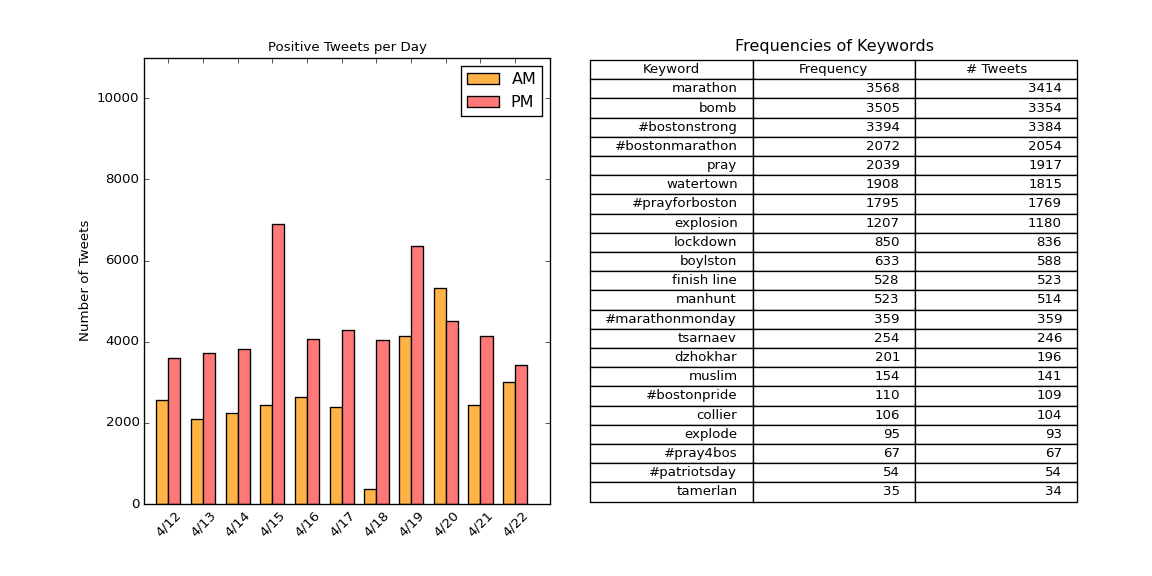 Positive Tweets per Day
Number of Tweets
10000
8000
6000
4000
2000
0
AM
PM
4/12 4/13 4/14 4/15 4/16 4/17 4/18 4/19 4/20 4/21 4/22
Frequencies of Keywords
Keyword Frequency # Tweets
marathon 3568 3414
bomb 3505 3354
#bostonstrong 3394 3384
#bostonmarathon 2072 2054
pray 2039 1917
watertown 1908 1815
#prayforboston 1795 1769
explosion 1207 1180
lockdown 850 836
boylston 633 588
finish line 528 523
manhunt 523 514
#marathonmonday 359 359
tsarnaev 254 246
dzhokhar 201 196
muslim 154 141
#bostonpride 110 109
collier 106 104
explode 95 93
#pray4bos 67 67
#patriotsday 54 54
tamerlan 35 34